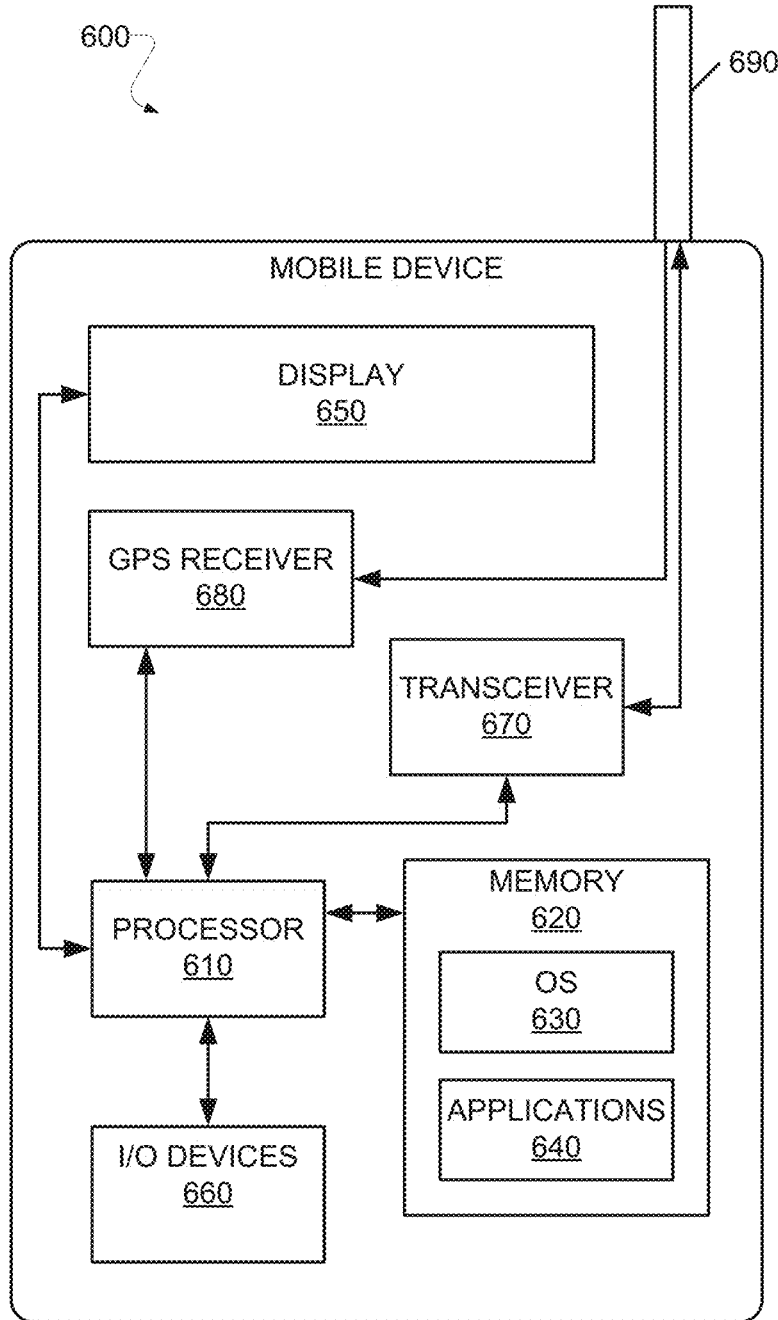 600
690
MOBILE DEVICE
DISPLAY
650
GPS RECEIVER
680
TRANSCEIVER
670
PROCESSOR
610
MEMORY
620
OS
630
APPLICATIONS
640
I/O DEVICES
660